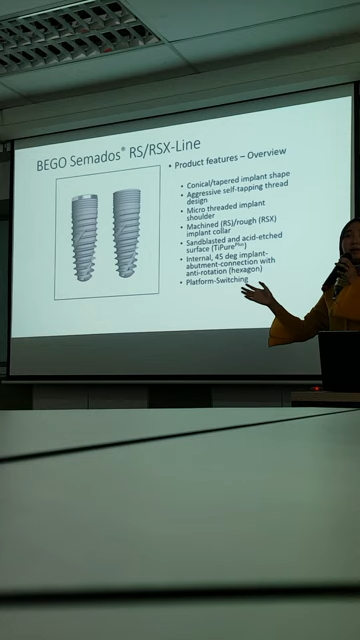 BEGO Semados® RS/RSX-Line
• Product features – Overview
• Conical/tapered implant shape
• Aggressive self-tapping thread
design
• Micro threaded implant
shoulder
• Machined (RS)/rough (RSX)
implant collar
• Sandblasted and acid-etched
surface (TiPurePlus)
• Internal, 45 deg implant-
abutment-connection with
anti-rotation (hexagon)
• Platform-Switching